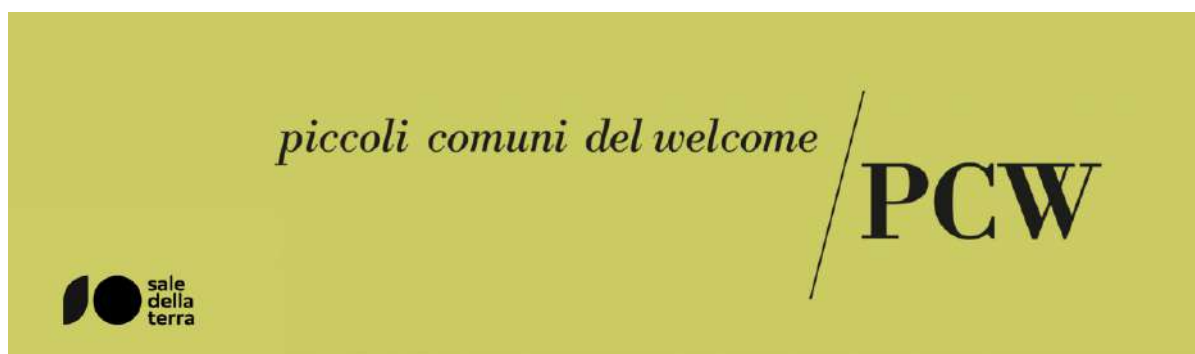 piccoli comuni del welcome
PCW
sale
della
terra